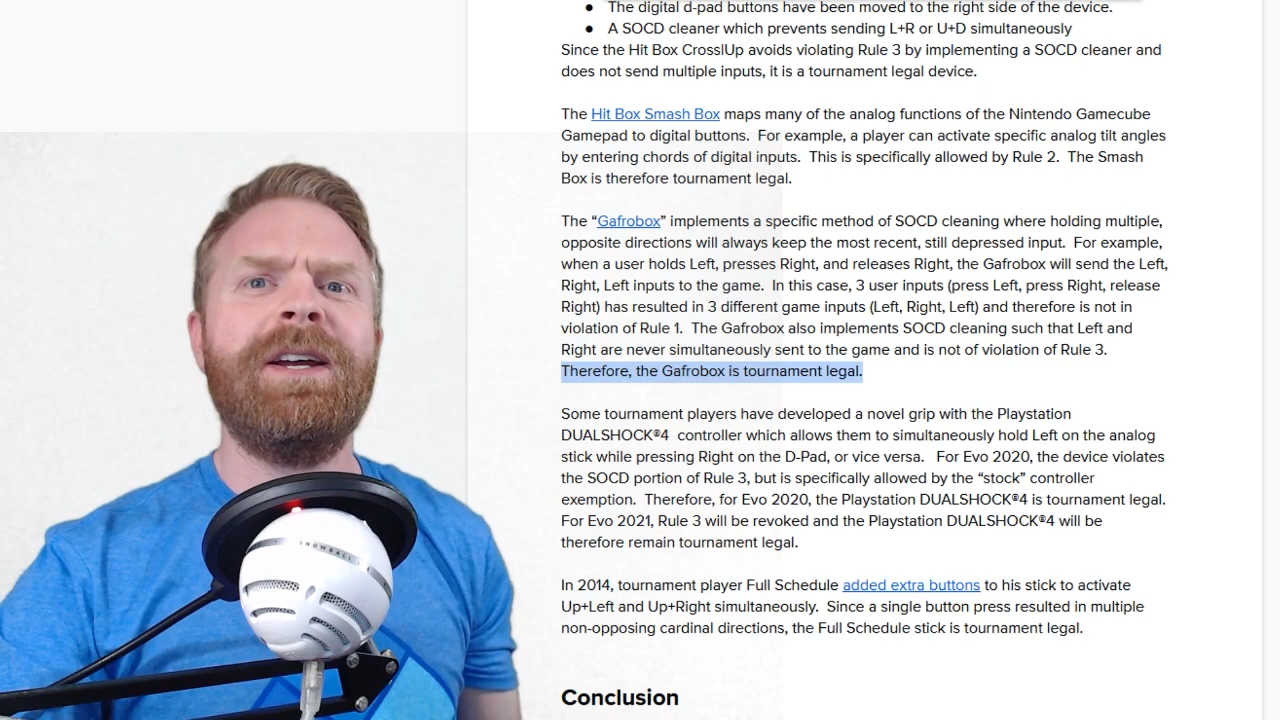 ● The digital d-pad buttons have been moved to the right side of the device.
● A SOCD cleaner which prevents sending L+R or U+D simultaneously
Since the Hit Box Cross|Up avoids violating Rule 3 by implementing a SOCD cleaner and
does not send multiple inputs, it is a tournament legal device.
The Hit Box Smash Box maps many of the analog functions of the Nintendo Gamecube
Gamepad to digital buttons. For example, a player can activate specific analog tilt angles
by entering chords of digital inputs. This is specifically allowed by Rule 2. The Smash
Box is therefore tournament legal.
The “Gafrobox” implements a specific method of SOCD cleaning where holding multiple,
opposite directions will always keep the most recent, still depressed input. For example,
when a user holds Left, presses Right, and releases Right, the Gafrobox will send the Left,
Right, Left inputs to the game. In this case, 3 user inputs (press Left, press Right, release
Right) has resulted in 3 different game inputs (Left, Right, Left) and therefore is not in
violation of Rule 1. The Gafrobox also implements SOCD cleaning such that Left and
Right are never simultaneously sent to the game and is not of violation of Rule 3.
Therefore, the Gafrobox is tournament legal.
Some tournament players have developed a novel grip with the Playstation
DUALSHOCK®4 controller which allows them to simultaneously hold Left on the analog
stick while pressing Right on the D-Pad, or vice versa. For Evo 2020, the device violates
the SOCD portion of Rule 3, but is specifically allowed by the “stock” controller
exemption. Therefore, for Evo 2020, the Playstation DUALSHOCK®4 is tournament legal.
For Evo 2021, Rule 3 will be revoked and the Playstation DUALSHOCK®4 will be
therefore remain tournament legal.
In 2014, tournament player Full Schedule added extra buttons to his stick to activate
Up+Left and Up+Right simultaneously. Since a single button press resulted in multiple
non-opposing cardinal directions, the Full Schedule stick is tournament legal.
Conclusion
SNOWBALL